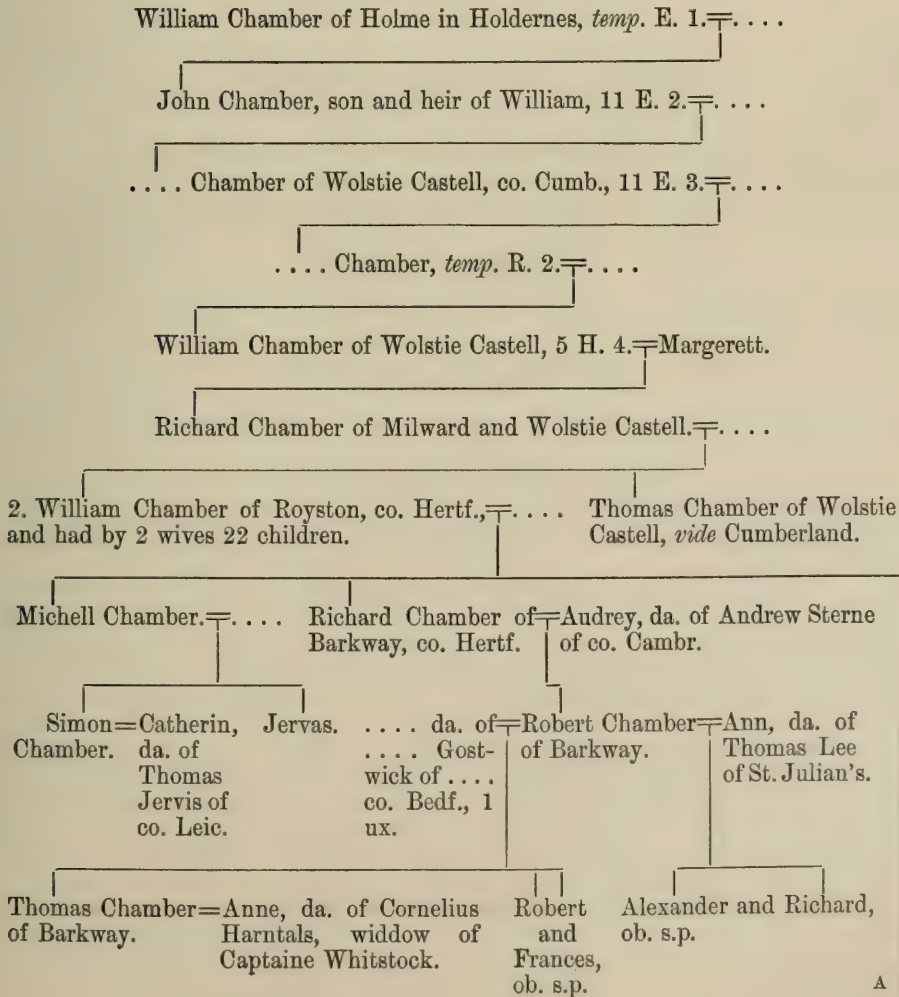 William Chamber of Holme in Holdernes, temp. E. 1.=. . . .
John Chamber, son and heir of William, 11 E. 2.=. . . .
. . . . Chamber of Wolstie Castell, co. Cumb., 11 E. 3.=. . . .
. . . . Chamber, temp. R. 2.=. . . .
William Chamber of Wolstie Castell, 5 H. 4.=Margerett.
Richard Chamber of Milward and Wolstie Castell.=. . . .
2. William Chamber of Royston, co. Hertf.,=. . . .
and had by 2 wives 22 children.
Thomas Chamber of Wolstie
Castell, vide Cumberland.
Michell Chamber.=. . . .
Richard Chamber of=Audrey, da. of Andrew Sterne
Barkway, co. Hertf. of co. Cambr.
Simon=Catherin,
Chamber. da. of
Thomas
Jervis of
co. Leic.
Jervas.
. . . . da. of=Robert Chamber=Ann, da. of
. . . . Gost- of Barkway. Thomas Lee
wick of . . . . of St. Julian's.
co. Bedf., 1
ux.
Thomas Chamber=Anne, da. of Cornelius
of Barkway. Harntals, widdow of
Captaine Whitstock.
Robert
and
Frances,
ob. s.p.
Alexander and Richard,
ob. s.p.
A